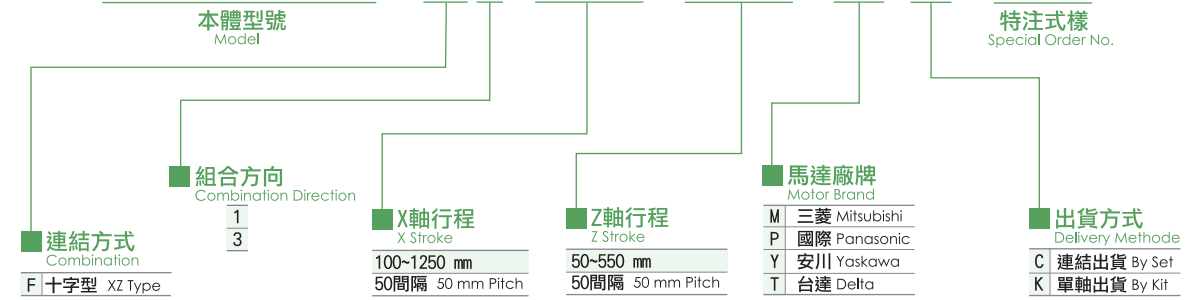 本體型號
Model
特注式樣
Special Order No.
組合方向
Combination Direction
1
3
馬達廠牌
Motor Brand
M 三菱 Mitsubishi
P 國際 Panasonic
Y 安川 Yaskawa
T 台達 Delta
連結方式
Combination
F 十字型 XZ Type
X軸行程
X Stroke
100~1250 mm
50間隔 50 mm Pitch
Z軸行程
Z Stroke
50~550 mm
50間隔 50 mm Pitch
出貨方式
Delivery Methode
C 連結出貨 By Set
K 單軸出貨 By Kit